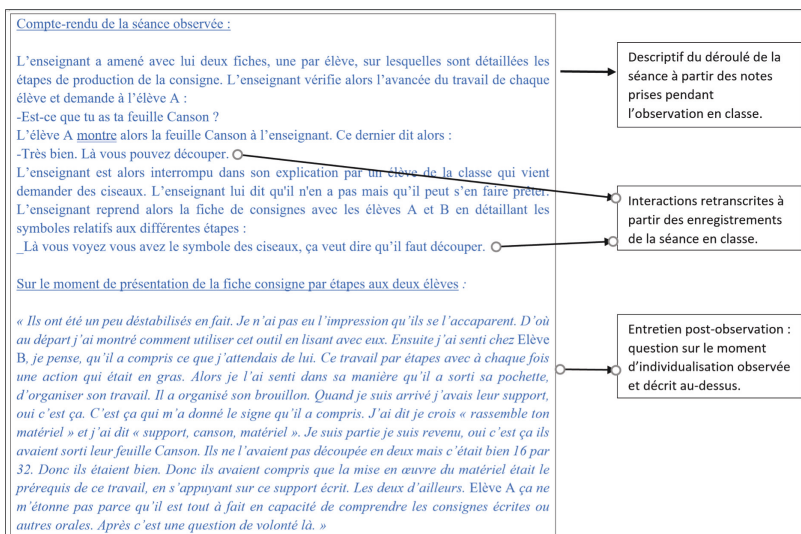 Compte-rendu de la séance observée :
L'enseignant a amené avec lui deux fiches, une par élève, sur lesquelles sont détaillées les
étapes de production de la consigne. L'enseignant vérifie alors l'avancée du travail de chaque
élève et demande à l'élève A :
-Est-ce que tu as ta feuille Canson ?
L'élève A montre alors la feuille Canson à l'enseignant. Ce dernier dit alors :
-Très bien. Là vous pouvez découper.
L'enseignant est alors interrompu dans son explication par un élève de la classe qui vient
demander des ciseaux. L'enseignant lui dit qu'il n'en a pas mais qu'il peut s'en faire prêter.
L'enseignant reprend alors la fiche de consignes avec les élèves A et B en détaillant les
symboles relatifs aux différentes étapes :
_Là vous voyez vous avez le symbole des ciseaux, ça veut dire qu'il faut découper.
Sur le moment de présentation de la fiche consigne par étapes aux deux élèves :
« Ils ont été un peu déstabilisés en fait. Je n'ai pas eu l'impression qu'ils se l'accaparent. D'où
au départ j'ai montré comment utiliser cet outil en lisant avec eux. Ensuite j'ai senti chez Elève
B, je pense, qu'il a compris ce que j'attendais de lui. Ce travail par étapes avec à chaque fois
une action qui était en gras. Alors je l'ai senti dans sa manière qu'il a sorti sa pochette,
d'organiser son travail. Il a organisé son brouillon. Quand je suis arrivé j'avais leur support,
oui c'est ça. C'est ça qui m'a donné le signe qu'il a compris. J'ai dit je crois « rassemble ton
matériel » et j'ai dit « support, canson, matériel ». Je suis partie je suis revenu, oui c'est ça ils
avaient sorti leur feuille Canson. Ils ne l'avaient pas découpée en deux mais c'était bien 16 par
32. Donc ils étaient bien. Donc ils avaient compris que la mise en œuvre du matériel était le
prérequis de ce travail, en s'appuyant sur ce support écrit. Les deux d'ailleurs. Elève A ça ne
m'étonne pas parce qu'il est tout à fait en capacité de comprendre les consignes écrites ou
autres orales. Après c'est une question de volonté là. »
Descriptif du déroulé de la
séance à partir des notes
prises pendant
l'observation en classe.
Interactions retranscrites à
partir des enregistrements
de la séance en classe.
Entretien post-observation :
question sur le moment
d'individualisation observée
et décrit au-dessus.